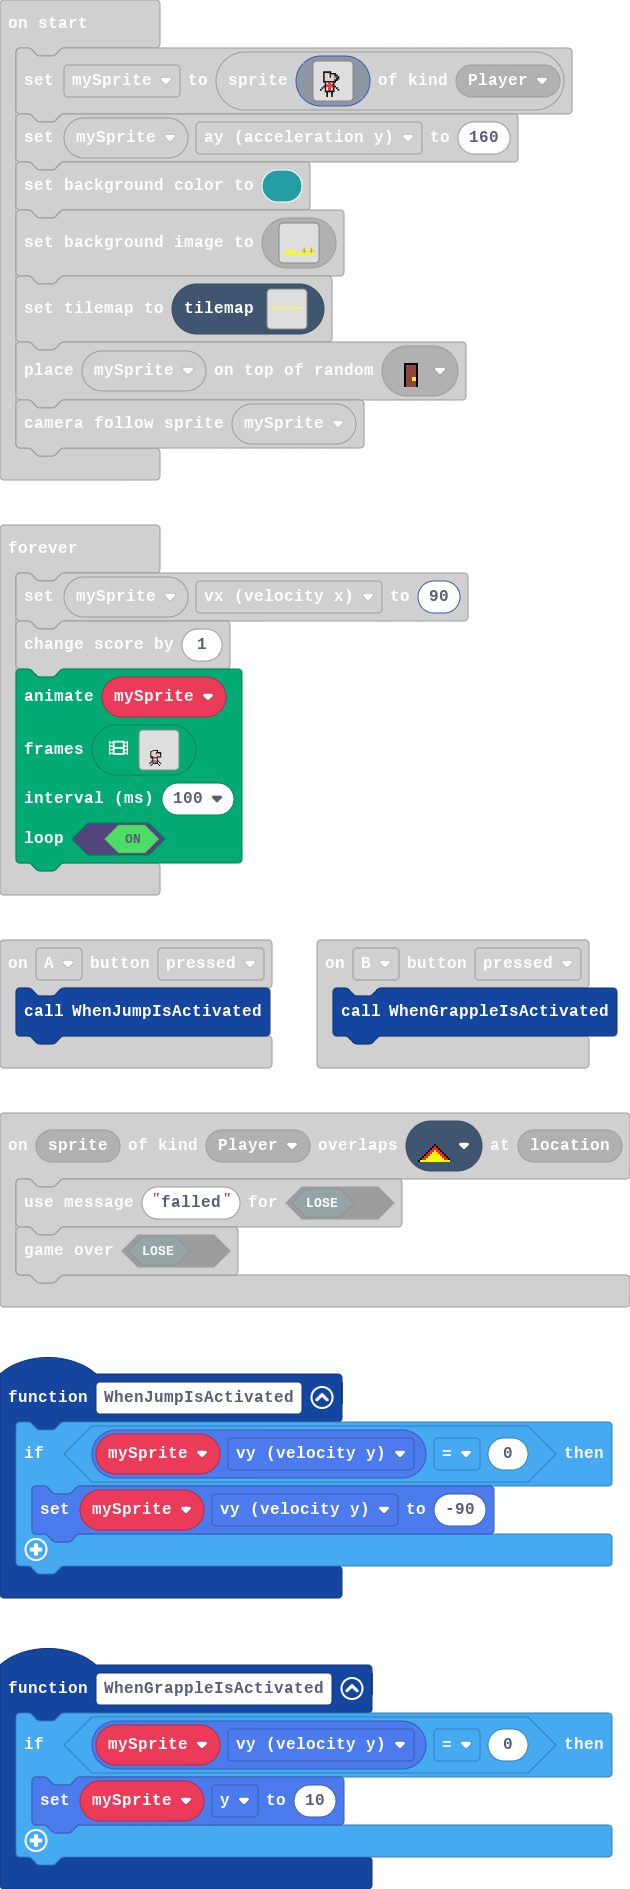 on start
set mySprite to sprite of kind Player
set mySprite ay (acceleration y) to 160
set background color to
set background image to
set tilemap to tilemap
place mySprite on top of random
camera follow sprite mySprite
forever
set mySprite vx (velocity x) to 90
change score by 1
animate mySprite
frames
interval (ms) 100
loop ON
on A button pressed
call WhenJumpIsActivated
on B button pressed
call WhenGrappleIsActivated
on sprite of kind Player overlaps at location
use message "falled" for LOSE
game over LOSE
function WhenJumpIsActivated
if mySprite vy (velocity y) = 0 then
set mySprite vy (velocity y) to -90
function WhenGrappleIsActivated
if mySprite vy (velocity y) = 0 then
set mySprite y to 10